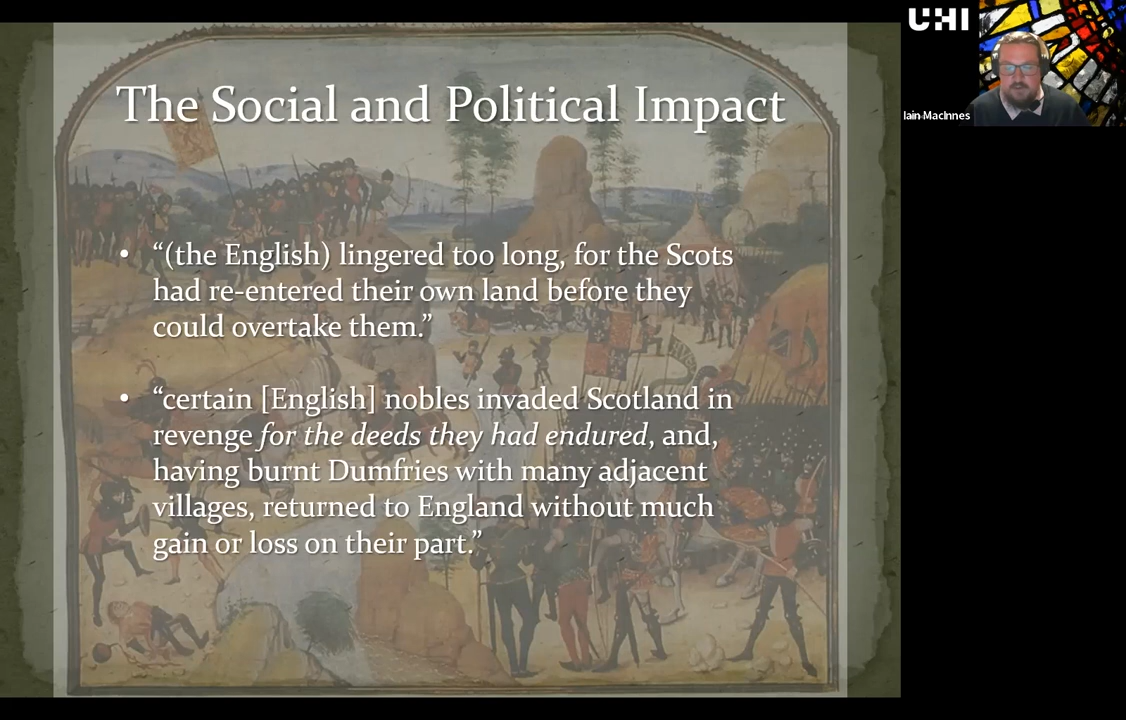 The Social and Political Impact
• “(the English) lingered too long, for the Scots
had re-entered their own land before they
could overtake them.”
• “certain [English] nobles invaded Scotland in
revenge for the deeds they had endured, and,
having burnt Dumfries with many adjacent
villages, returned to England without much
gain or loss on their part.”
UHI
Iain MacInnes